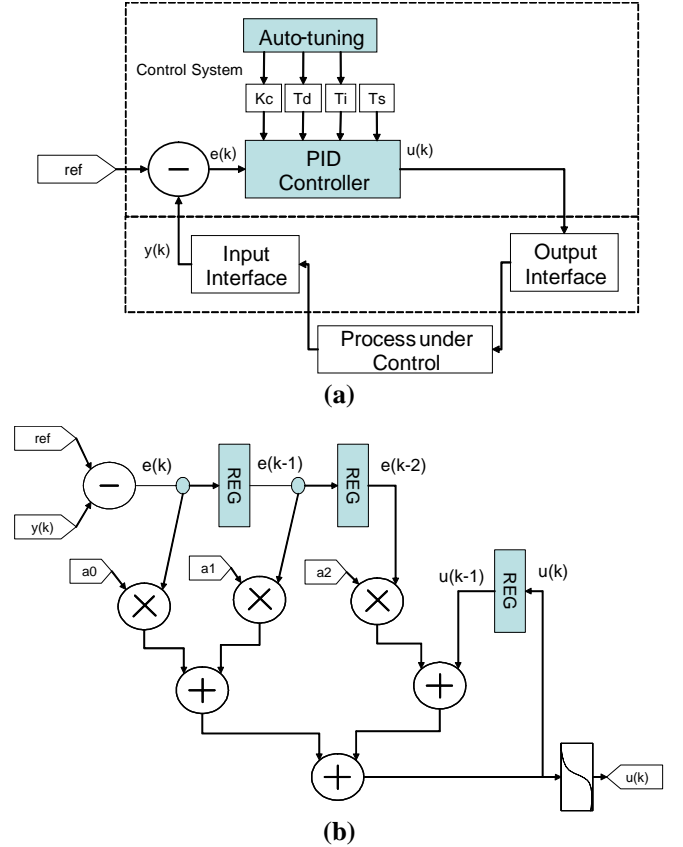 Auto-tuning
Control System
Kc
Td
Ti
Ts
ref
−
e(k)
PID
Controller
u(k)
y(k)
Input
Interface
Output
Interface
Process under
Control
(a)
ref
y(k)
−
e(k)
REG
e(k-1)
REG
e(k-2)
a0
×
a1
×
a2
×
u(k-1)
REG
u(k)
+
+
+
u(k)
(b)